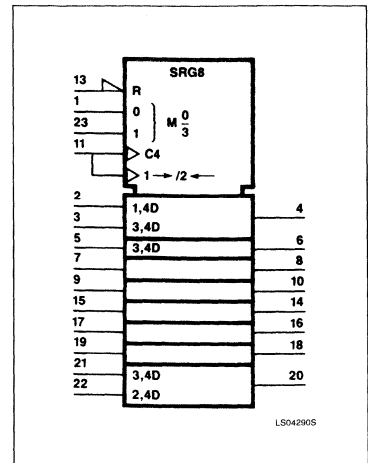 SRG8
13 R
1 0
M 0/3
23 1
11 C4
1 → /2 ←
2 1,4D 4
3 3,4D
5 3,4D 6
7 8
9 10
15 14
17 16
19 18
21 3,4D
22 2,4D 20
LS04290S